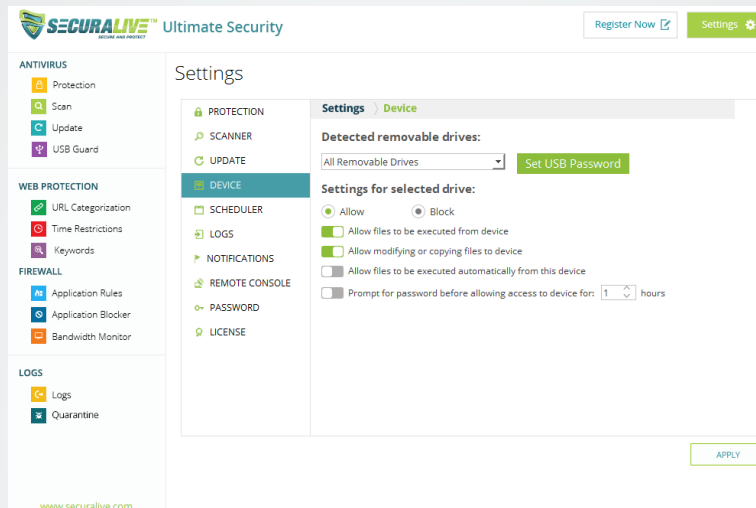 SECURALIVE™ Ultimate Security
SECURE AND PROTECT
Register Now
Settings
ANTIVIRUS
Protection
Scan
Update
USB Guard
WEB PROTECTION
URL Categorization
Time Restrictions
Keywords
FIREWALL
Application Rules
Application Blocker
Bandwidth Monitor
LOGS
Logs
Quarantine
www.securalive.com
Settings
PROTECTION
SCANNER
UPDATE
DEVICE
SCHEDULER
LOGS
NOTIFICATIONS
REMOTE CONSOLE
PASSWORD
LICENSE
Settings Device
Detected removable drives:
All Removable Drives
Set USB Password
Settings for selected drive:
Allow Block
Allow files to be executed from device
Allow modifying or copying files to device
Allow files to be executed automatically from this device
Prompt for password before allowing access to device for: 1 hours
APPLY